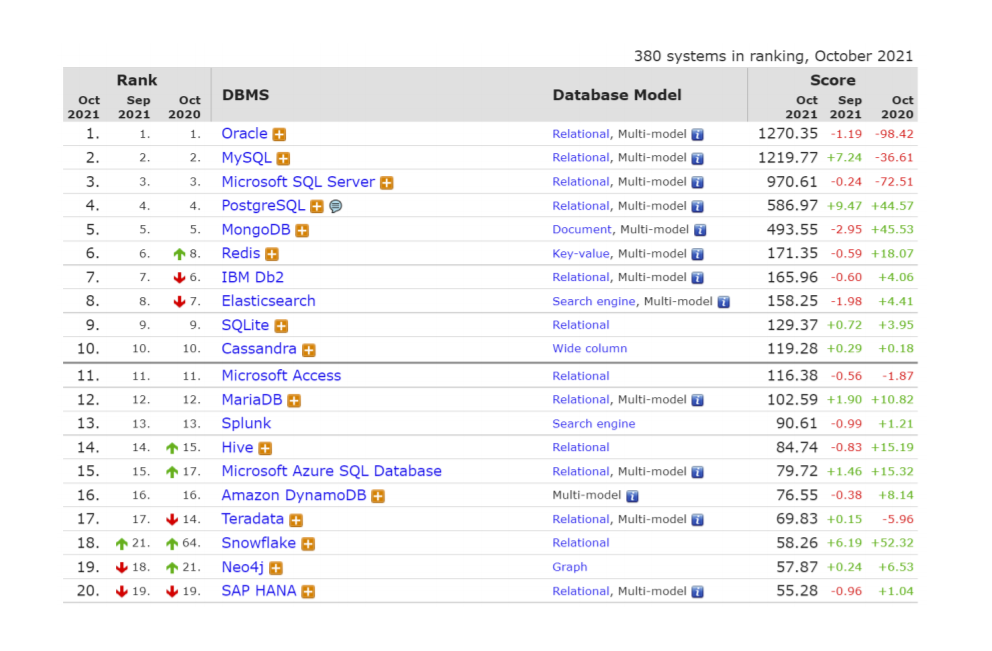 380 systems in ranking, October 2021
Rank DBMS Database Model Score
Oct 2021 Sep 2021 Oct 2020 Oct 2021 Sep 2021 Oct 2020
1. 1. 1. Oracle Relational, Multi-model 1270.35 -1.19 -98.42
2. 2. 2. MySQL Relational, Multi-model 1219.77 +7.24 -36.61
3. 3. 3. Microsoft SQL Server Relational, Multi-model 970.61 -0.24 -72.51
4. 4. 4. PostgreSQL Relational, Multi-model 586.97 +9.47 +44.57
5. 5. 5. MongoDB Document, Multi-model 493.55 -2.95 +45.53
6. 6. 8. Redis Key-value, Multi-model 171.35 -0.59 +18.07
7. 7. 6. IBM Db2 Relational, Multi-model 165.96 -0.60 +4.06
8. 8. 7. Elasticsearch Search engine, Multi-model 158.25 -1.98 +4.41
9. 9. 9. SQLite Relational 129.37 +0.72 +3.95
10. 10. 10. Cassandra Wide column 119.28 +0.29 +0.18
11. 11. 11. Microsoft Access Relational 116.38 -0.56 -1.87
12. 12. 12. MariaDB Relational, Multi-model 102.59 +1.90 +10.82
13. 13. 13. Splunk Search engine 90.61 -0.99 +1.21
14. 14. 15. Hive Relational 84.74 -0.83 +15.19
15. 15. 17. Microsoft Azure SQL Database Relational, Multi-model 79.72 +1.46 +15.32
16. 16. 16. Amazon DynamoDB Multi-model 76.55 -0.38 +8.14
17. 17. 14. Teradata Relational, Multi-model 69.83 +0.15 -5.96
18. 21. 64. Snowflake Relational 58.26 +6.19 +52.32
19. 18. 21. Neo4j Graph 57.87 +0.24 +6.53
20. 19. 19. SAP HANA Relational, Multi-model 55.28 -0.96 +1.04